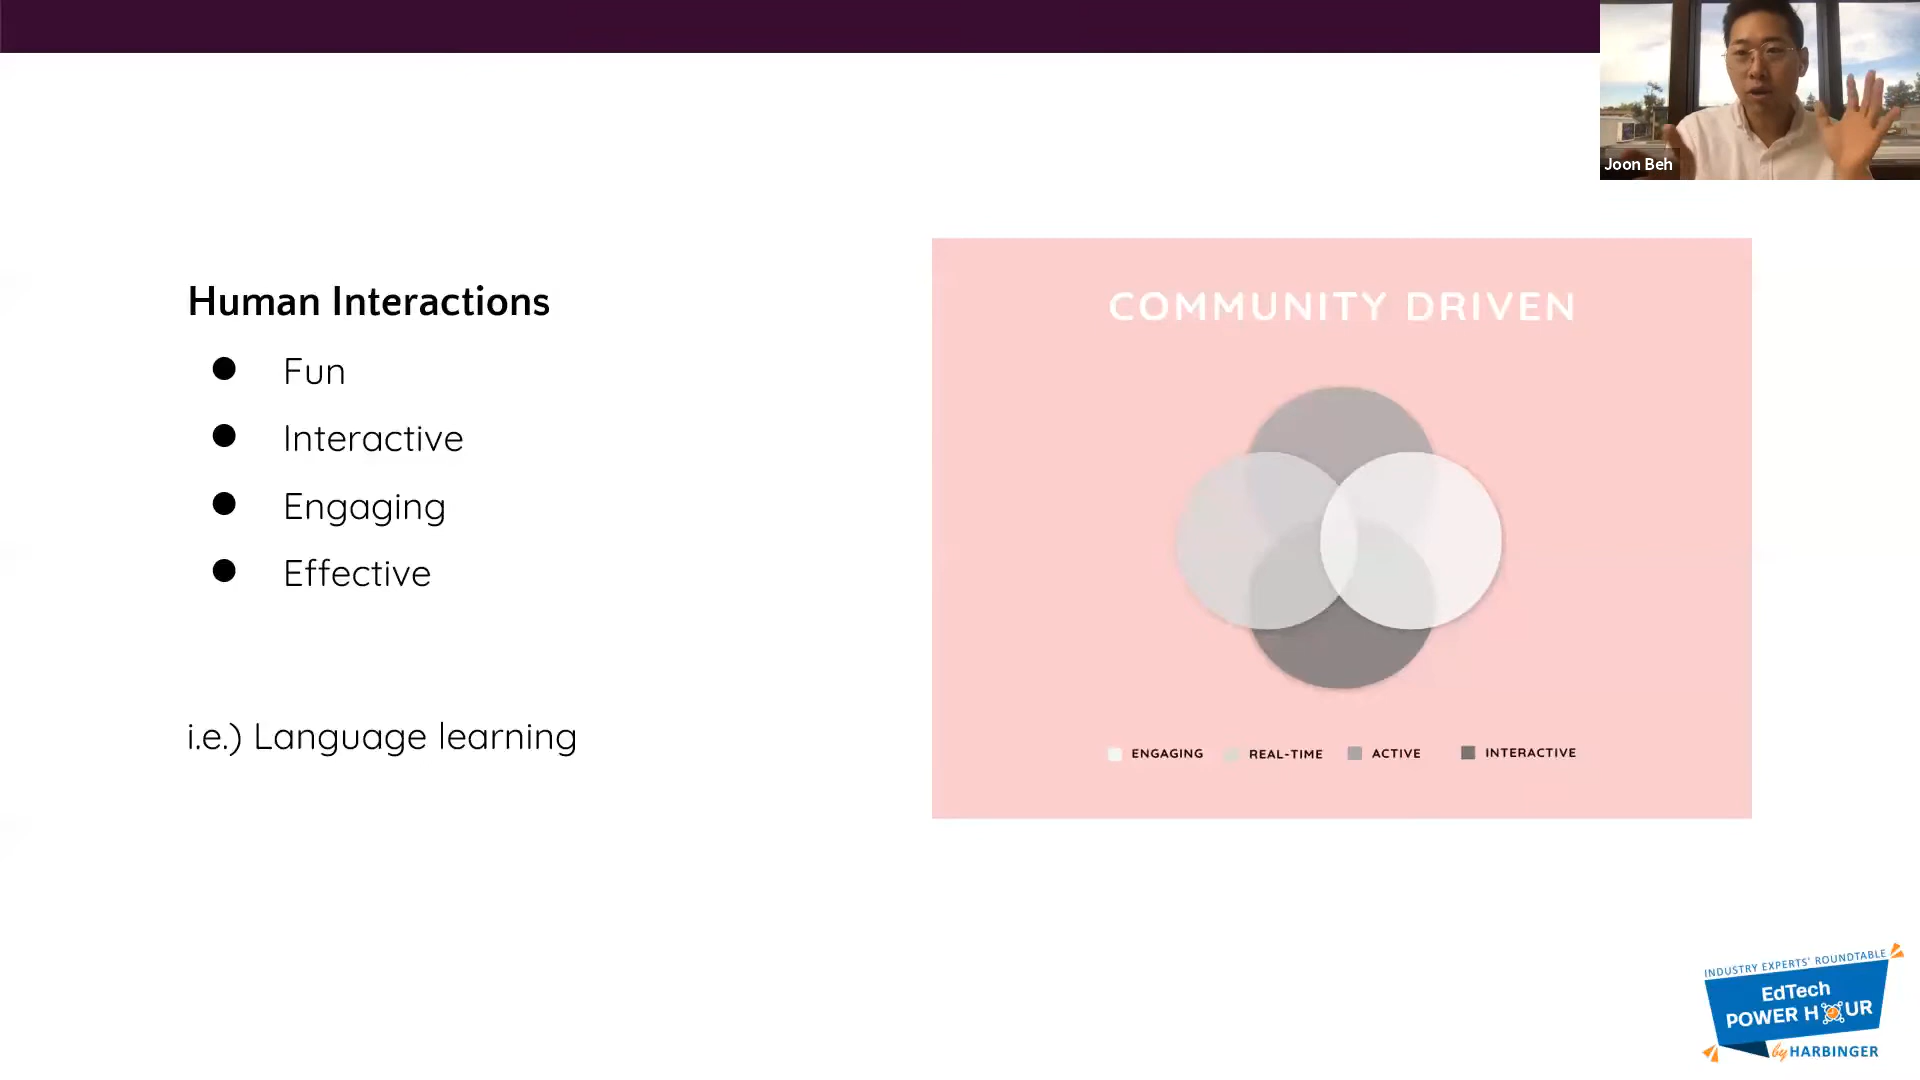 Joon Beh
Human Interactions
● Fun
● Interactive
● Engaging
● Effective
i.e.) Language learning
COMMUNITY DRIVEN
ENGAGING REAL-TIME ACTIVE INTERACTIVE
INDUSTRY EXPERTS' ROUNDTABLE
EdTech
POWER HOUR
by HARBINGER